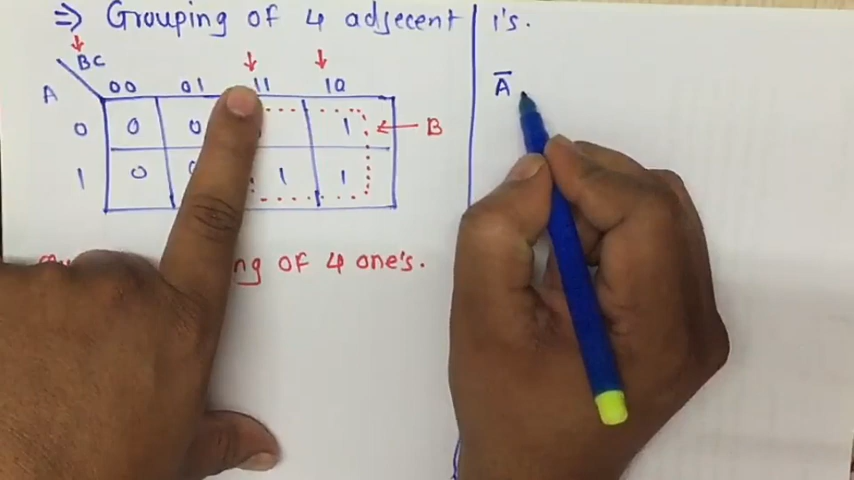 ⇒ Grouping of 4 adjecent 1's.
BC
A 00 01 11 10
0 0 0 1
1 0 1 1
← B
of 4 one's.
A̅